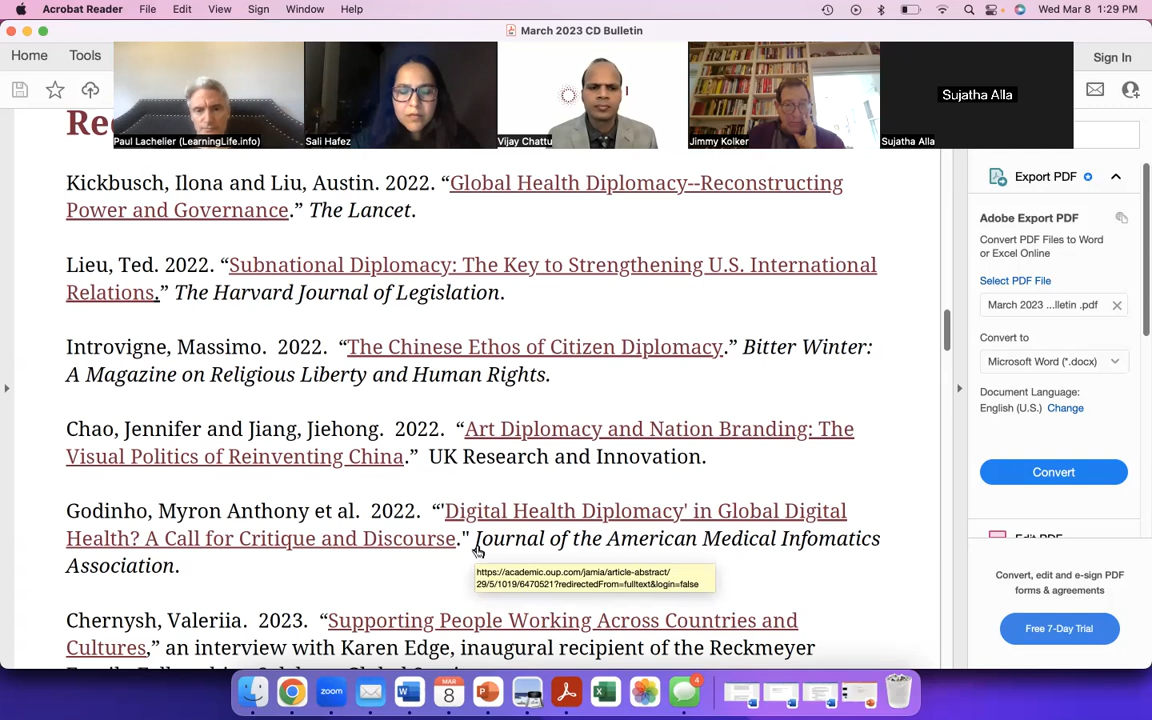 Acrobat Reader File Edit View Sign Window Help
Wed Mar 8 1:29 PM
March 2023 CD Bulletin
Home Tools
Sign In
Paul Lachelier (LearningLife.info)
Sali Hafez
Vijay Chattu
Jimmy Kolker
Sujatha Alla
Sujatha Alla
Kickbusch, Ilona and Liu, Austin. 2022. “Global Health Diplomacy--Reconstructing
Power and Governance.” The Lancet.
Lieu, Ted. 2022. “Subnational Diplomacy: The Key to Strengthening U.S. International
Relations.” The Harvard Journal of Legislation.
Introvigne, Massimo. 2022. “The Chinese Ethos of Citizen Diplomacy.” Bitter Winter:
A Magazine on Religious Liberty and Human Rights.
Chao, Jennifer and Jiang, Jiehong. 2022. “Art Diplomacy and Nation Branding: The
Visual Politics of Reinventing China.” UK Research and Innovation.
Godinho, Myron Anthony et al. 2022. “'Digital Health Diplomacy' in Global Digital
Health? A Call for Critique and Discourse." Journal of the American Medical Infomatics
Association.
https://academic.oup.com/jamia/article-abstract/
29/5/1019/6470521?redirectedFrom=fulltext&login=false
Chernysh, Valeriia. 2023. “Supporting People Working Across Countries and
Cultures,” an interview with Karen Edge, inaugural recipient of the Reckmeyer
Export PDF
Adobe Export PDF
Convert PDF Files to Word
or Excel Online
Select PDF File
March 2023 ...lletin .pdf
Convert to
Microsoft Word (*.docx)
Document Language:
English (U.S.) Change
Convert
Convert, edit and e-sign PDF
forms & agreements
Free 7-Day Trial
zoom
MAR
8
4